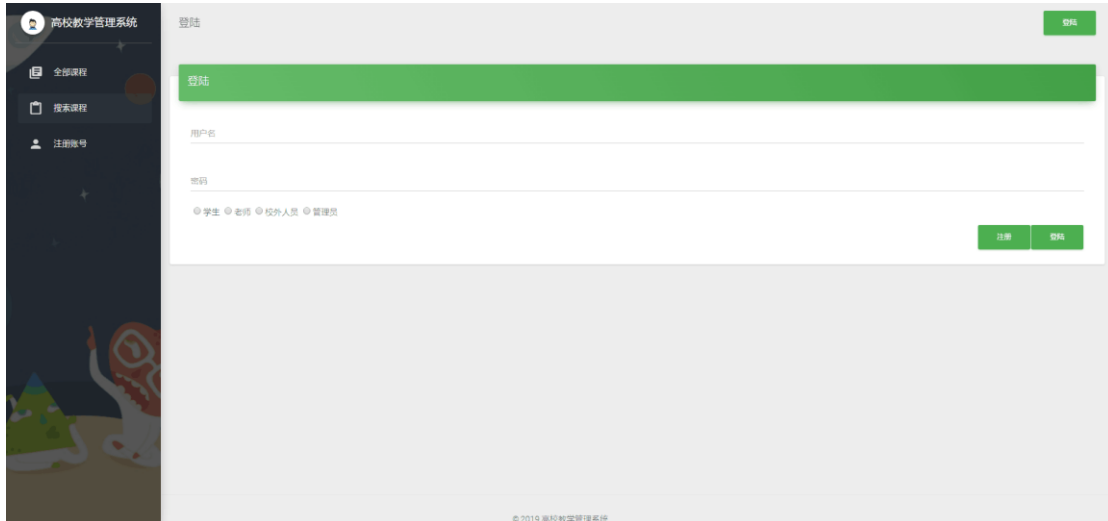 高校教学管理系统
登陆
登陆
全部课程
登陆
搜素课程
注册账号
用户名
密码
学生 老师 校外人员 管理员
注册 登陆
© 2019 高校教学管理系统